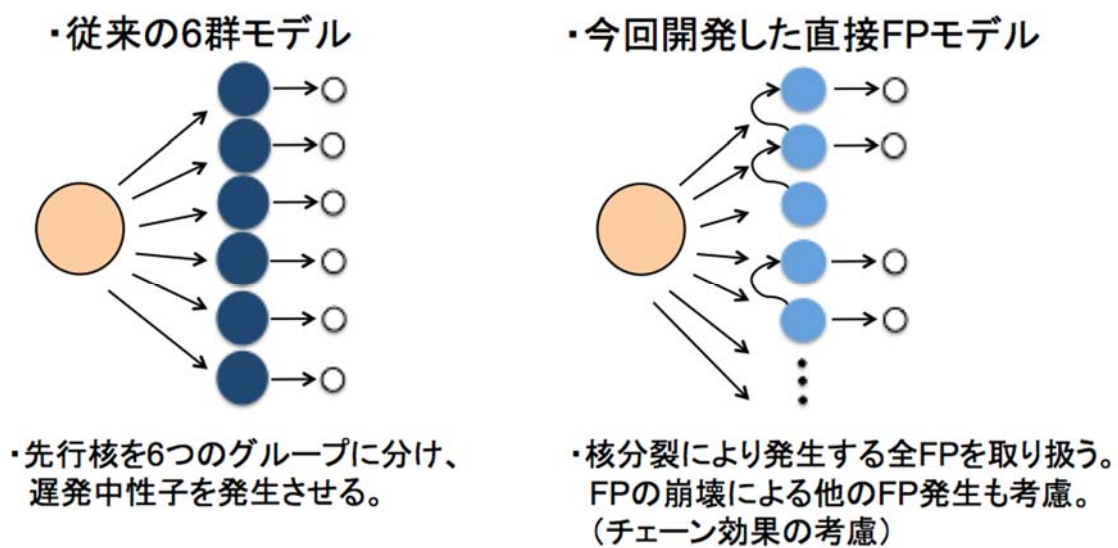 ・従来の6群モデル
・今回開発した直接FPモデル
・先行核を6つのグループに分け、
遅発中性子を発生させる。
・核分裂により発生する全FPを取り扱う。
FPの崩壊による他のFP発生も考慮。
（チェーン効果の考慮）